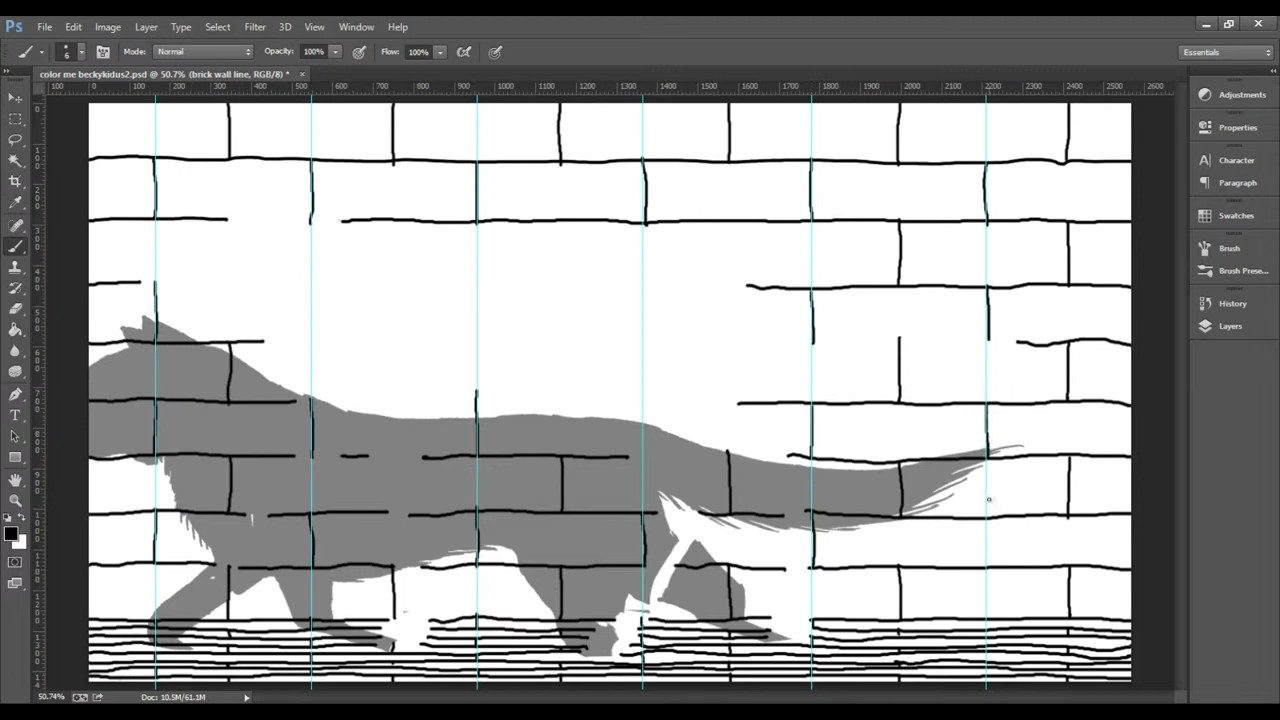 Ps File Edit Image Layer Type Select Filter 3D View Window Help
6 Mode: Normal Opacity: 100% Flow: 100% Essentials
color me beckykidus2.psd @ 50.7% (brick wall line, RGB/8) * ×
100 0 100 200 300 400 500 600 700 800 900 1000 1100 1200 1300 1400 1500 1600 1700 1800 1900 2000 2100 2200 2300 2400 2500 2600
Adjustments
Properties
Character
Paragraph
Swatches
Brush
Brush Prese...
History
Layers
50.74% Doc: 10.5M/61.1M